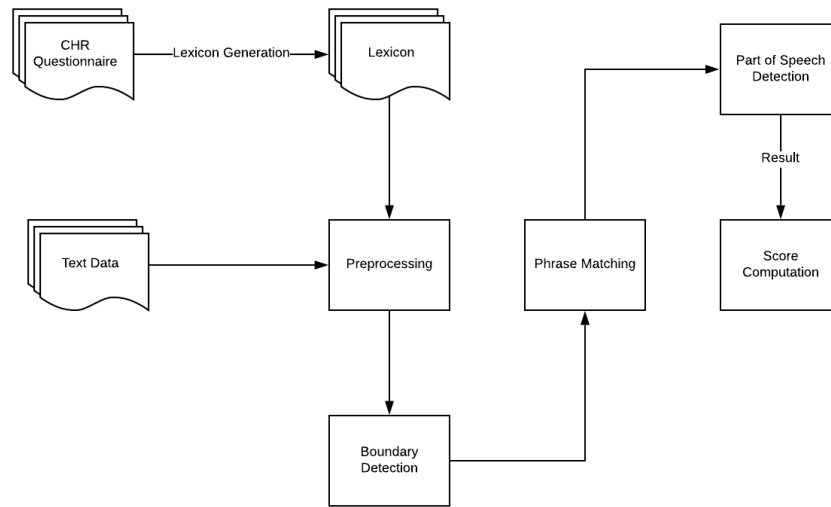 CHR
Questionnaire
Lexicon Generation
Lexicon
Part of Speech
Detection
Result
Text Data
Preprocessing
Phrase Matching
Score
Computation
Boundary
Detection